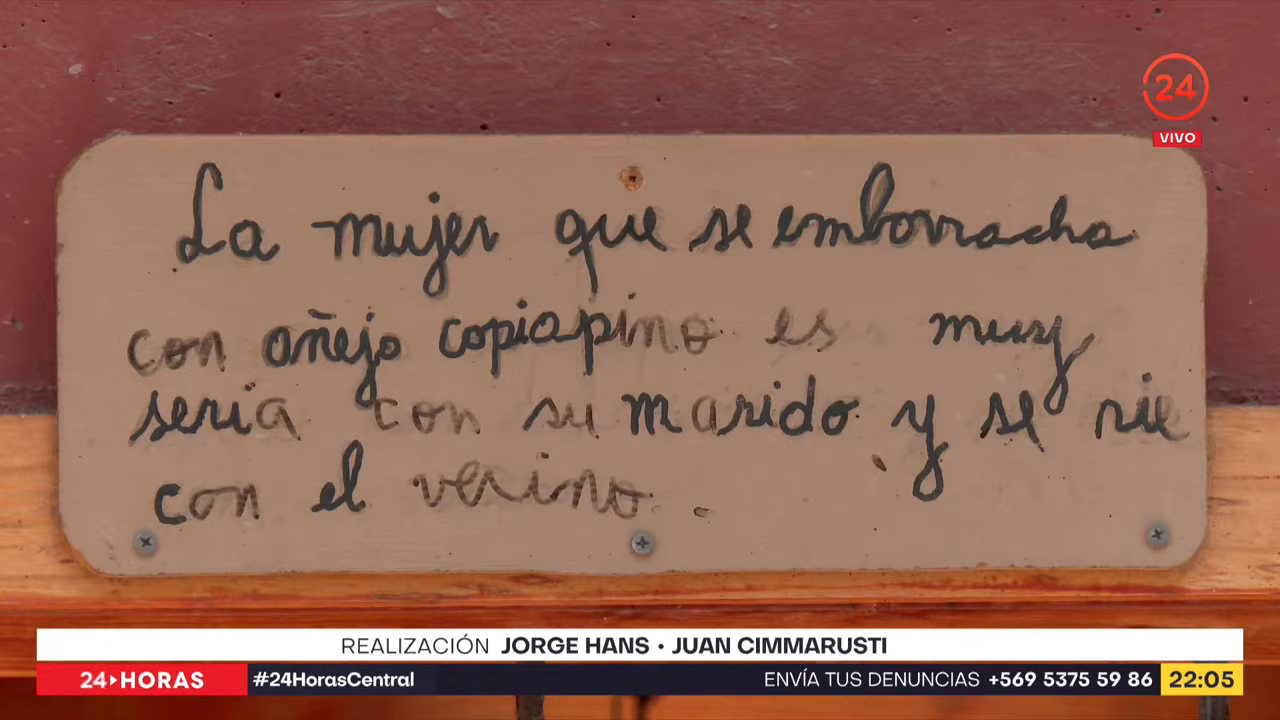 24
VIVO
La mujer que se emborracha
con añejo copiapino es muy
seria con su marido y se rie
con el vecino.
REALIZACIÓN JORGE HANS • JUAN CIMMARUSTI
24 HORAS #24HorasCentral ENVÍA TUS DENUNCIAS +569 5375 59 86 22:05